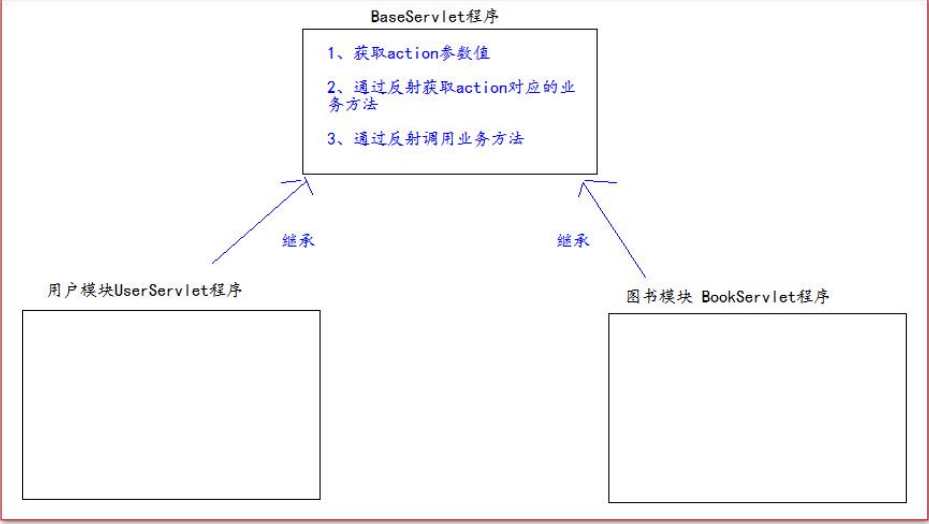 BaseServlet程序
1、获取action参数值
2、通过反射获取action对应的业
务方法
3、通过反射调用业务方法
继承
继承
用户模块UserServlet程序
图书模块 BookServlet程序